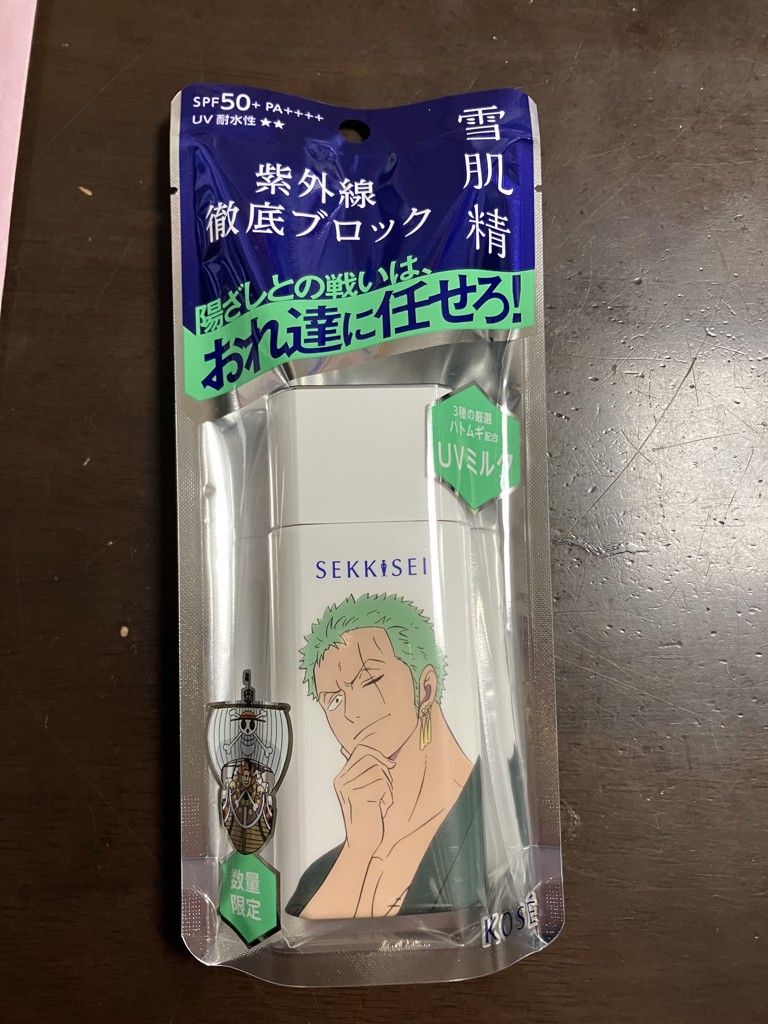 SPF50+ PA++++
UV 耐水性 ★★
雪肌精
紫外線
徹底ブロック
陽ざしとの戦いは、
おれ達に任せろ!
3種の厳選
ハトムギ配合
UVミルク
SEKKISEI
数量
限定
KOSÉ